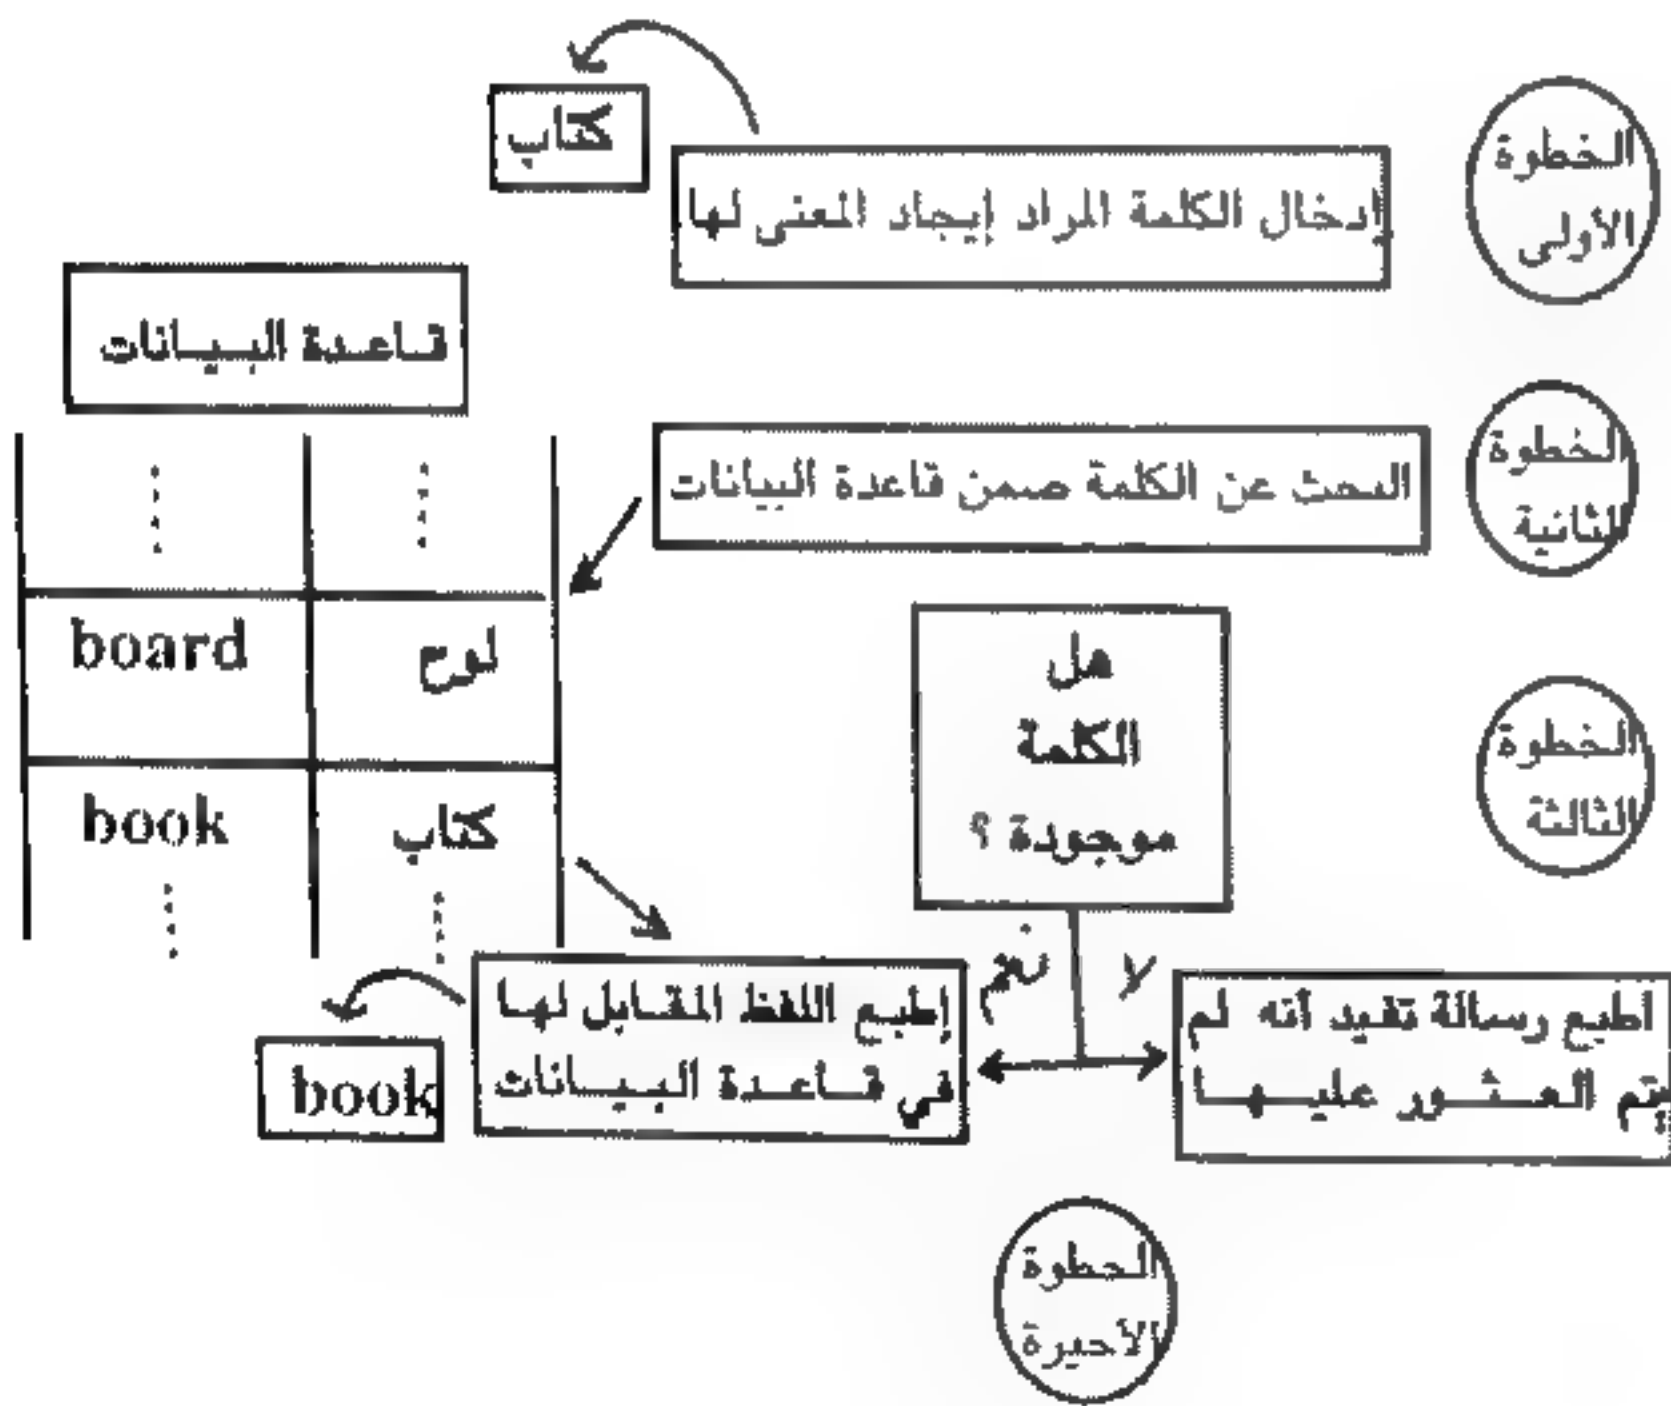 كتاب
الخطوة
الأولى
إدخال الكلمة المراد إيجاد المعنى لها
قاعدة البيانات
الخطوة
الثانية
البحث عن الكلمة ضمن قاعدة البيانات
board لوح
book كتاب
هل
الكلمة
موجودة ؟
الخطوة
الثالثة
نعم
لا
إطبع اللفظ المقابل لها
في قاعدة البيانات
book
اطبع رسالة تفيد أنه لم
يتم العثور عليها
الخطوة
الأخيرة